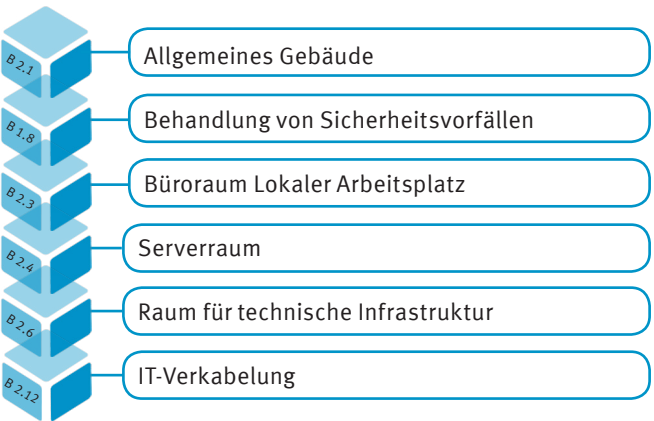 B 2.1
Allgemeines Gebäude
B 1.8
Behandlung von Sicherheitsvorfällen
B 2.3
Büroraum Lokaler Arbeitsplatz
B 2.4
Serverraum
B 2.6
Raum für technische Infrastruktur
B 2.12
IT-Verkabelung